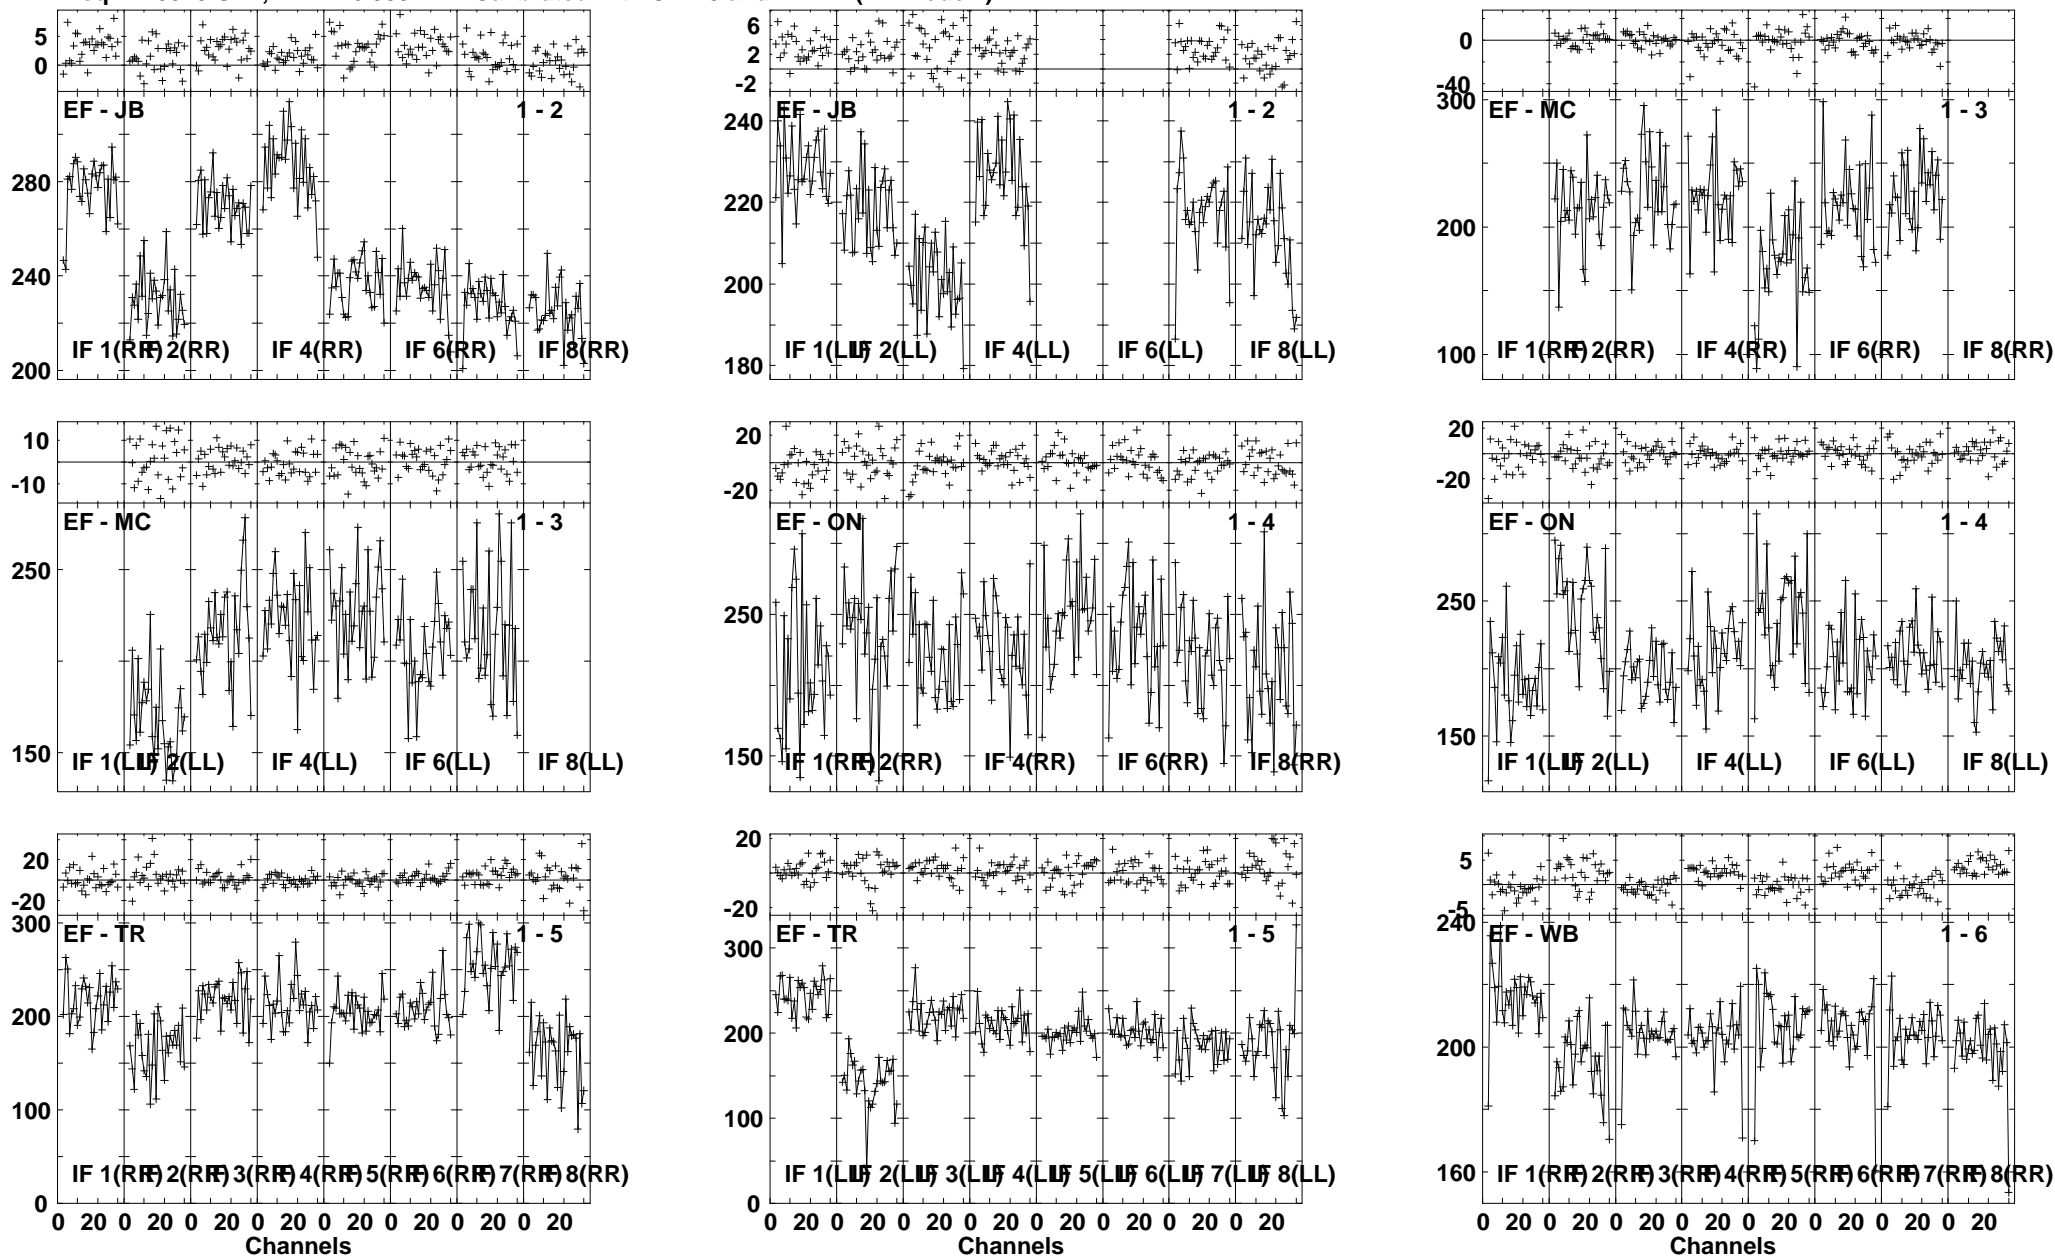 5
0
EF - JB
1 - 2
280
240
200
IF 1(RR)
IF 2(RR)
IF 4(RR)
IF 6(RR)
IF 8(RR)
6
2
-2
EF - JB
1 - 2
240
220
200
180
IF 1(LL)
IF 2(LL)
IF 4(LL)
IF 6(LL)
IF 8(LL)
0
-40
EF - MC
1 - 3
300
200
100
IF 1(RR)
IF 2(RR)
IF 4(RR)
IF 6(RR)
IF 8(RR)
10
-10
EF - MC
1 - 3
250
150
IF 1(LL)
IF 2(LL)
IF 4(LL)
IF 6(LL)
IF 8(LL)
20
-20
EF - ON
1 - 4
250
150
IF 1(RR)
IF 2(RR)
IF 4(RR)
IF 6(RR)
IF 8(RR)
20
-20
EF - ON
1 - 4
250
150
IF 1(LL)
IF 2(LL)
IF 4(LL)
IF 6(LL)
IF 8(LL)
20
-20
EF - TR
1 - 5
300
200
100
0
IF 1(RR)
IF 2(RR)
IF 3(RR)
IF 4(RR)
IF 5(RR)
IF 6(RR)
IF 7(RR)
IF 8(RR)
0 20 0 20 0 20 0 20 0 20 0 20 0 20 0 20
Channels
20
-20
EF - TR
1 - 5
300
200
100
0
IF 1(LL)
IF 2(LL)
IF 3(LL)
IF 4(LL)
IF 5(LL)
IF 6(LL)
IF 7(LL)
IF 8(LL)
0 20 0 20 0 20 0 20 0 20 0 20 0 20 0 20
Channels
5
-5
EF - WB
1 - 6
240
200
160
IF 1(RR)
IF 2(RR)
IF 3(RR)
IF 4(RR)
IF 5(RR)
IF 6(RR)
IF 7(RR)
IF 8(RR)
0 20 0 20 0 20 0 20 0 20 0 20 0 20 0 20
Channels